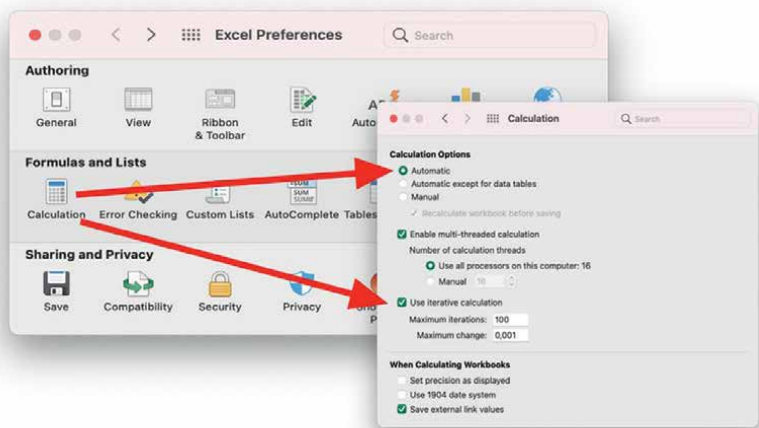 Excel Preferences
Search
Authoring
General
View
Ribbon
& Toolbar
Edit
Formulas and Lists
Calculation
Error Checking
Custom Lists
AutoComplete
Tables
Sharing and Privacy
Save
Compatibility
Security
Privacy
Calculation
Search
Calculation Options
Automatic
Automatic except for data tables
Manual
Recalculate workbook before saving
Enable multi-threaded calculation
Number of calculation threads
Use all processors on this computer: 16
Manual 16
Use iterative calculation
Maximum iterations: 100
Maximum change: 0,001
When Calculating Workbooks
Set precision as displayed
Use 1904 date system
Save external link values